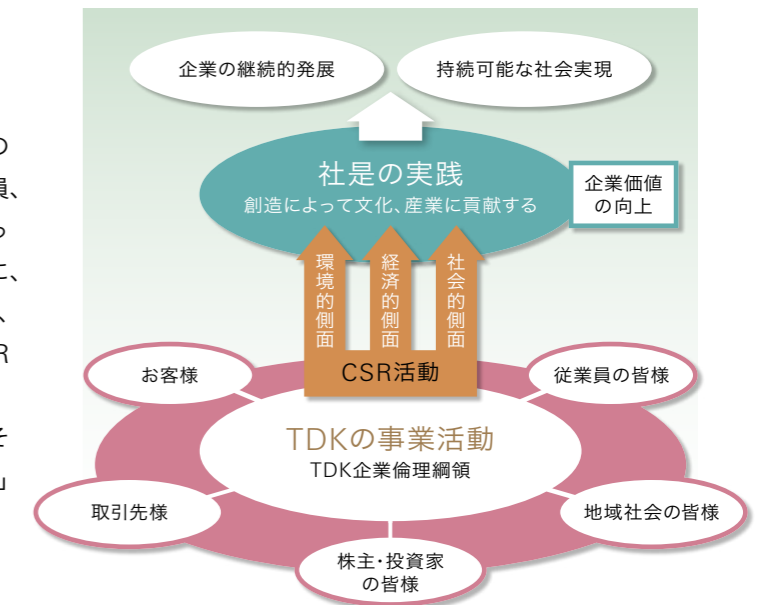 企業の継続的発展
持続可能な社会実現
社是の実践
創造によって文化、産業に貢献する
企業価値
の向上
環境的側面
経済的側面
社会的側面
CSR活動
お客様
従業員の皆様
TDKの事業活動
TDK企業倫理綱領
取引先様
地域社会の皆様
株主・投資家
の皆様
の
員、
に、
、
R
そ
」